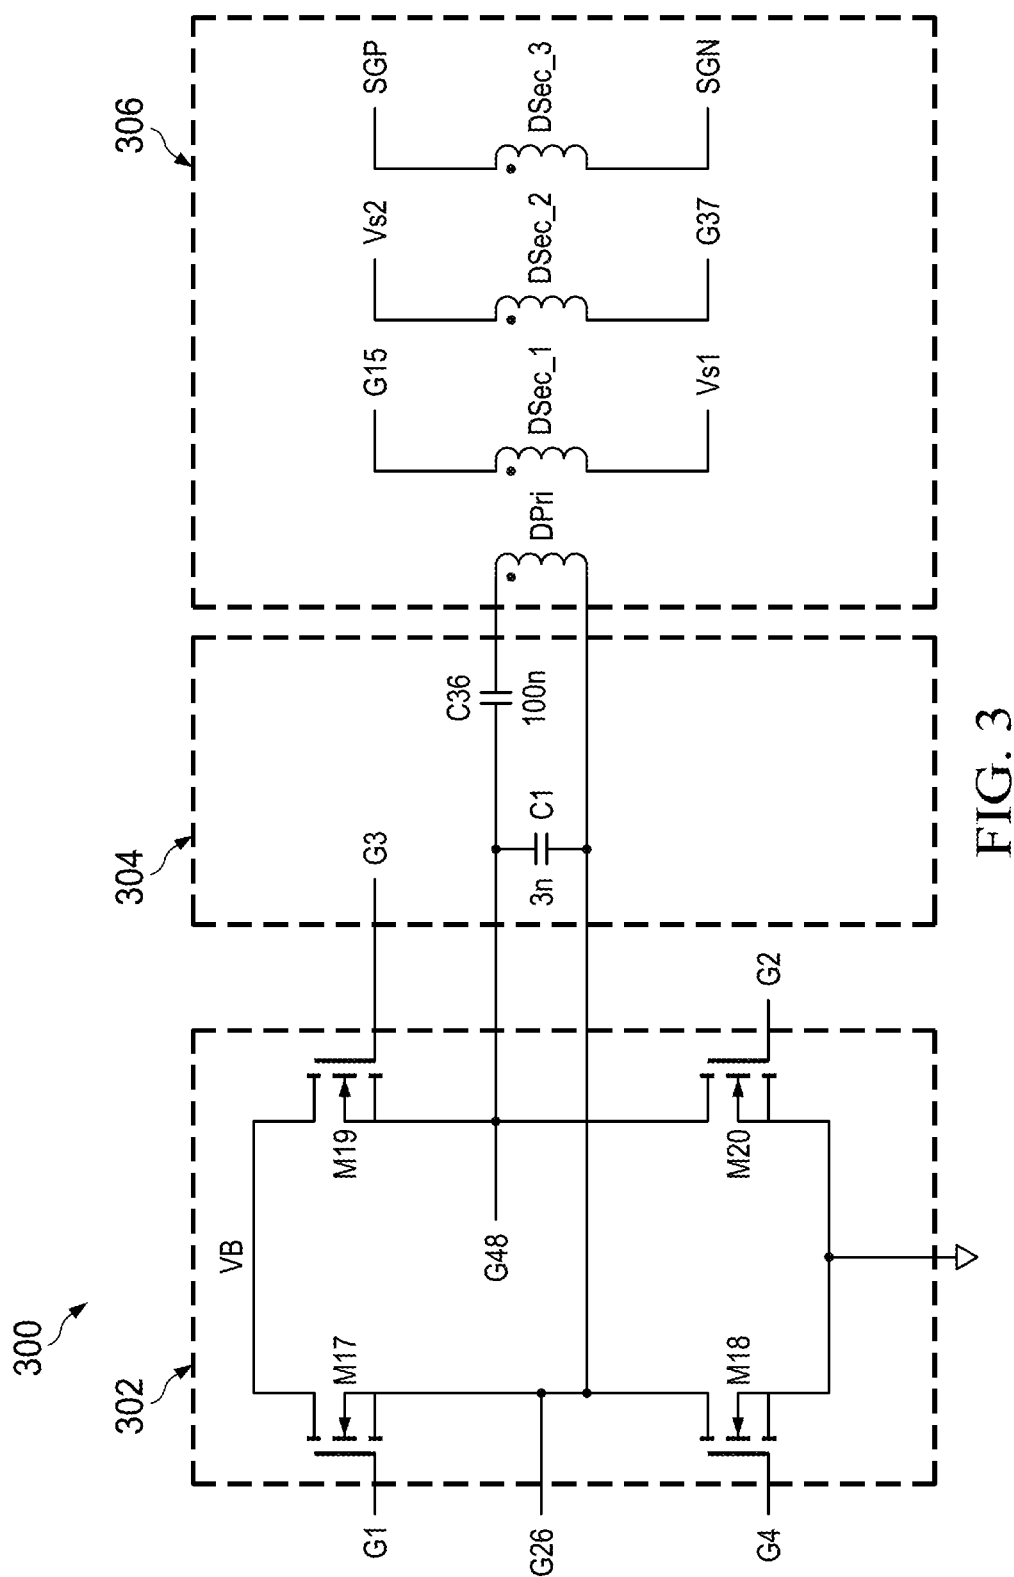 300
302
304
306
VB
G1
M17
M19
G3
G26
G48
G4
M18
M20
G2
C1
3n
C36
100n
DPri
G15
DSec_1
Vs1
Vs2
DSec_2
G37
SGP
DSec_3
SGN
FIG. 3